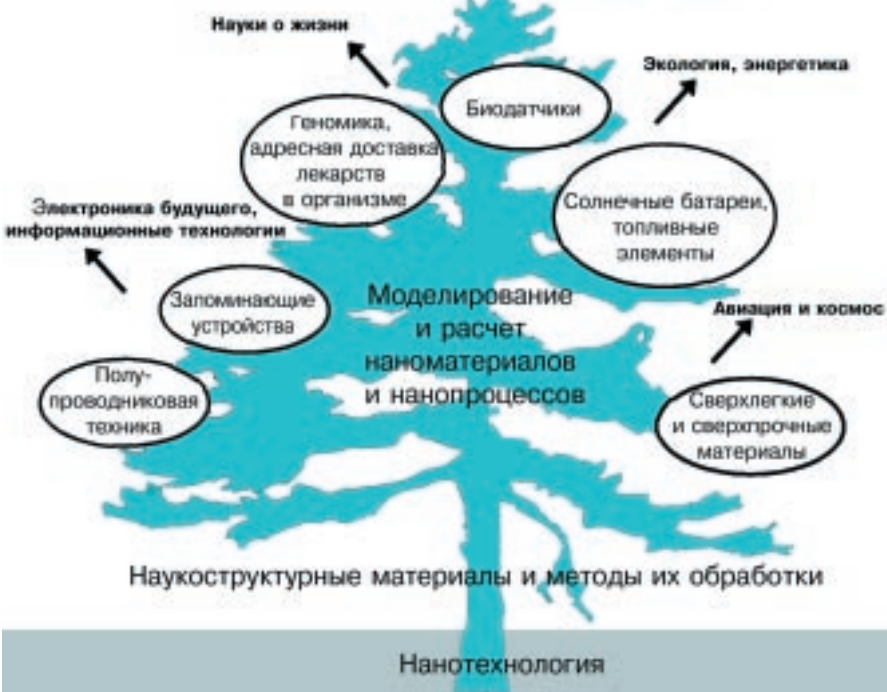 Науки о жизни
Экология, энергетика
Биодатчики
Геномика,
адресная доставка
лекарств
в организме
Солнечные батареи,
топливные
элементы
Электроника будущего,
информационные технологии
Запоминающие
устройства
Моделирование
и расчет
наноматериалов
и нанопроцессов
Авиация и космос
Полу-
проводниковая
техника
Сверхлегкие
и сверхпрочные
материалы
Наукоструктурные материалы и методы их обработки
Нанотехнология